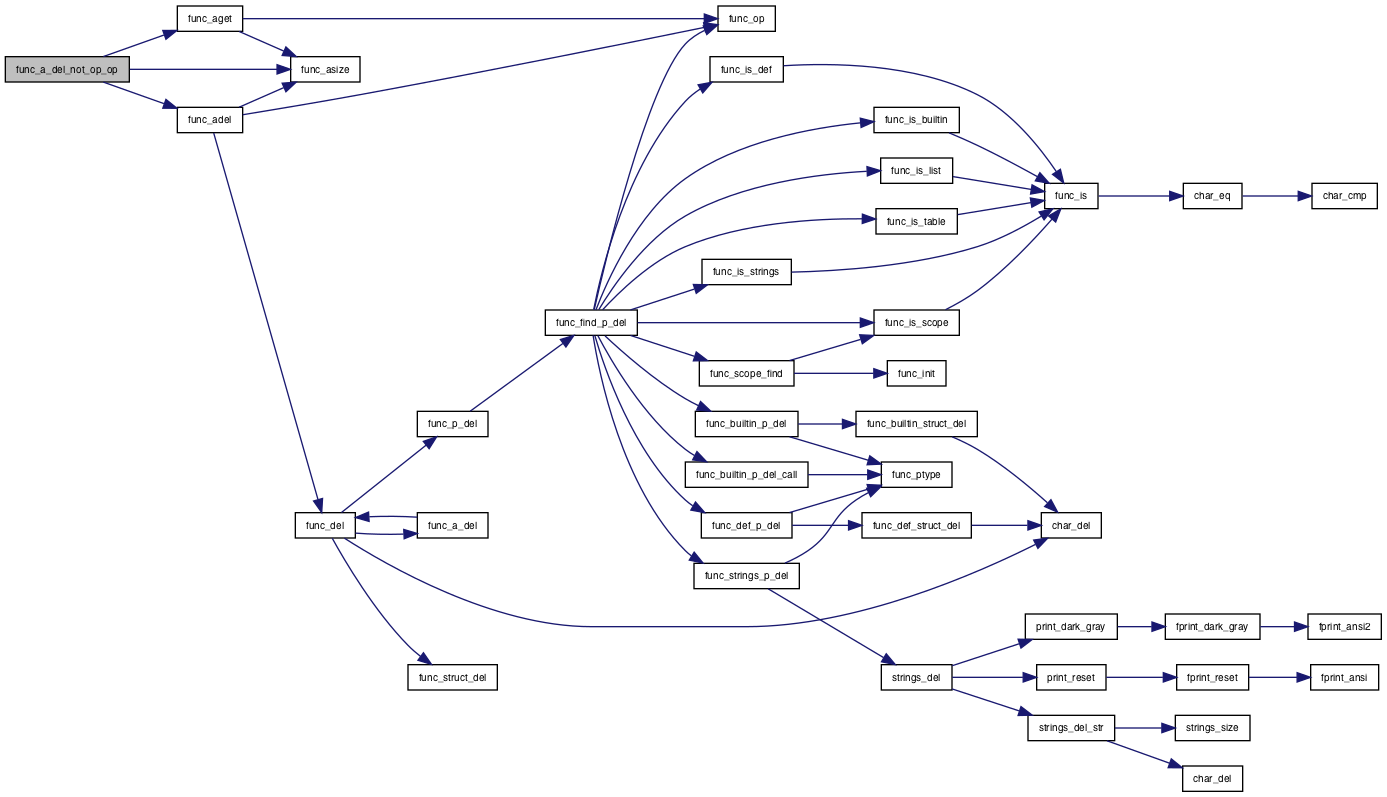 func_aget
func_op
func_a_del_not_op_op
func_asize
func_is_def
func_adel
func_is_builtin
func_is_list
func_is
char_eq
char_cmp
func_is_table
func_is_strings
func_find_p_del
func_is_scope
func_scope_find
func_init
func_p_del
func_builtin_p_del
func_builtin_struct_del
func_builtin_p_del_call
func_ptype
func_del
func_a_del
func_def_p_del
func_def_struct_del
char_del
func_strings_p_del
print_dark_gray
fprint_dark_gray
fprint_ansi2
func_struct_del
strings_del
print_reset
fprint_reset
fprint_ansi
strings_del_str
strings_size
char_del